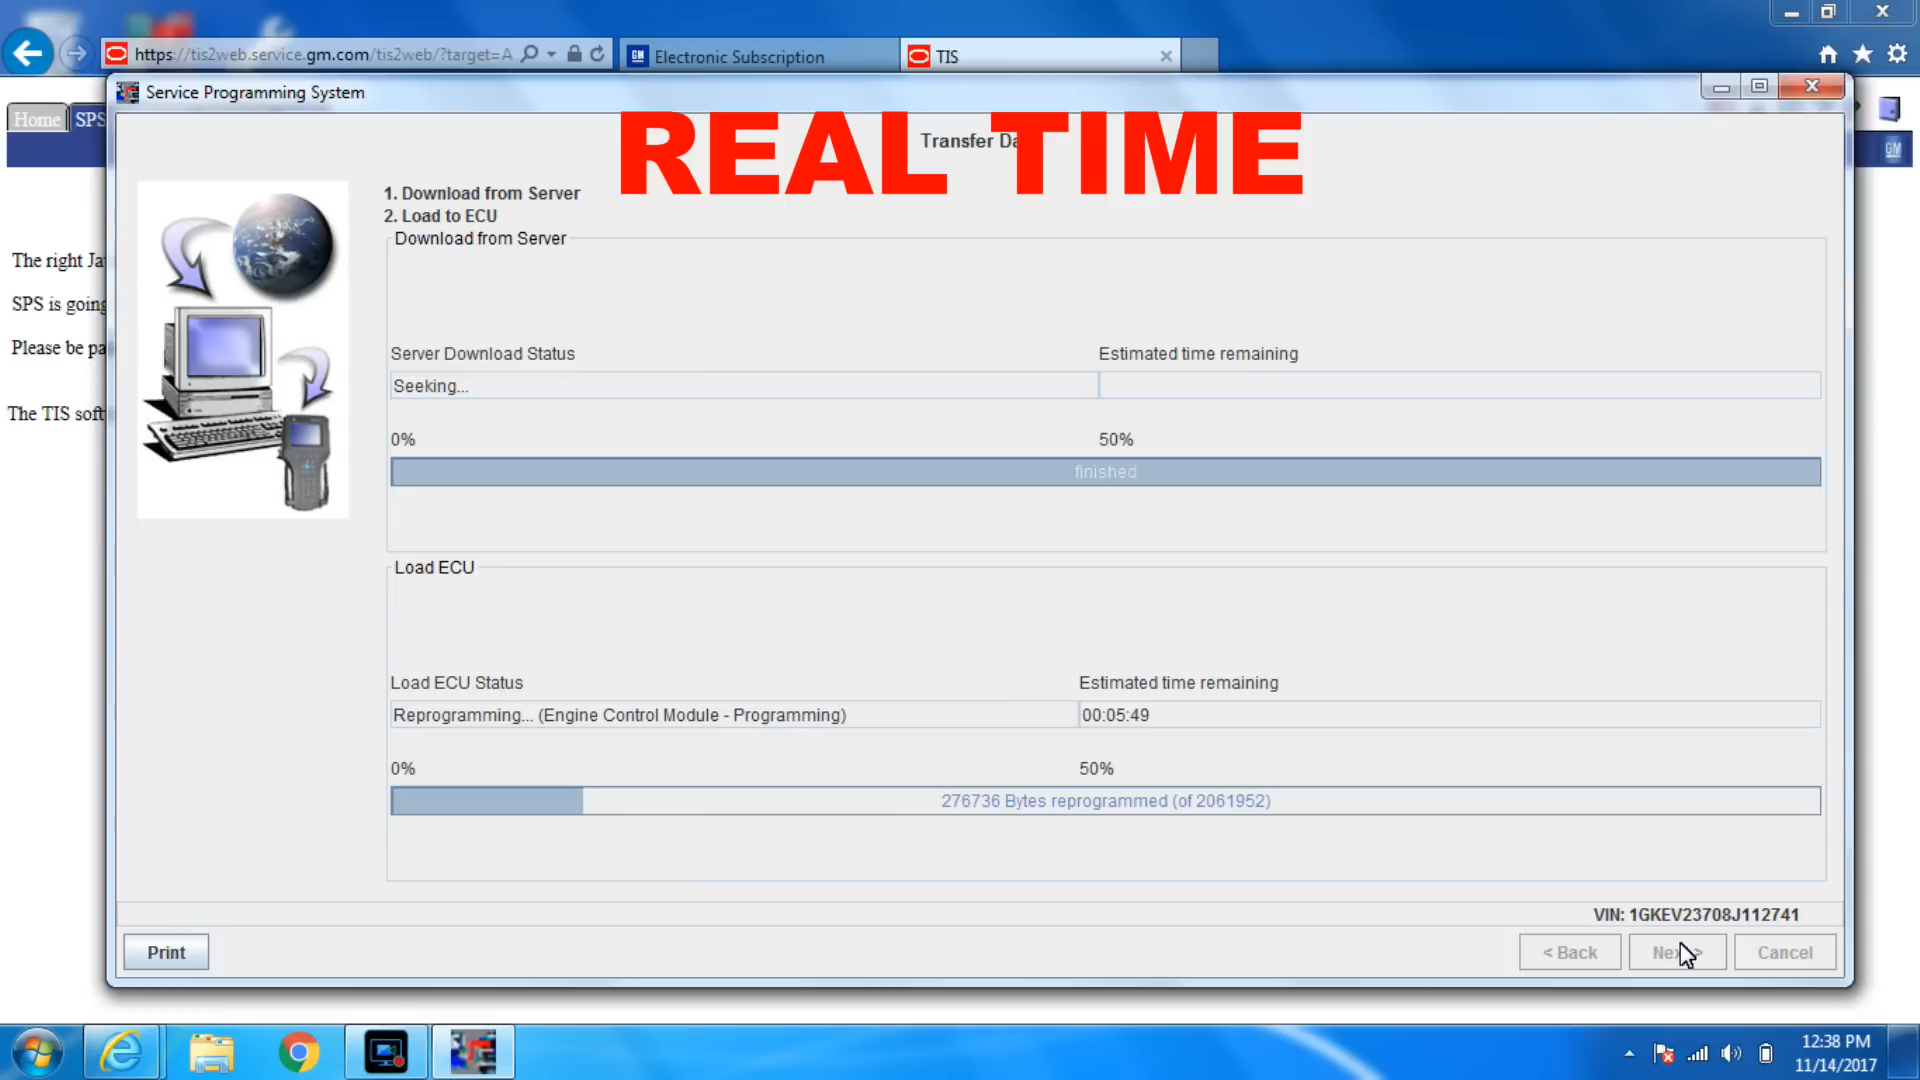 https://tis2web.service.gm.com/tis2web/?target=A
GM Electronic Subscription
TIS
Service Programming System
Home
SPS
REAL TIME
Transfer Da
GM
1. Download from Server
2. Load to ECU
Download from Server
The right Ja
SPS is going
Please be pa
The TIS soft
Server Download Status
Estimated time remaining
Seeking...
0%
50%
finished
Load ECU
Load ECU Status
Estimated time remaining
Reprogramming... (Engine Control Module - Programming)
00:05:49
0%
50%
276736 Bytes reprogrammed (of 2061952)
VIN: 1GKEV23708J112741
Print
< Back
Next >
Cancel
12:38 PM
11/14/2017